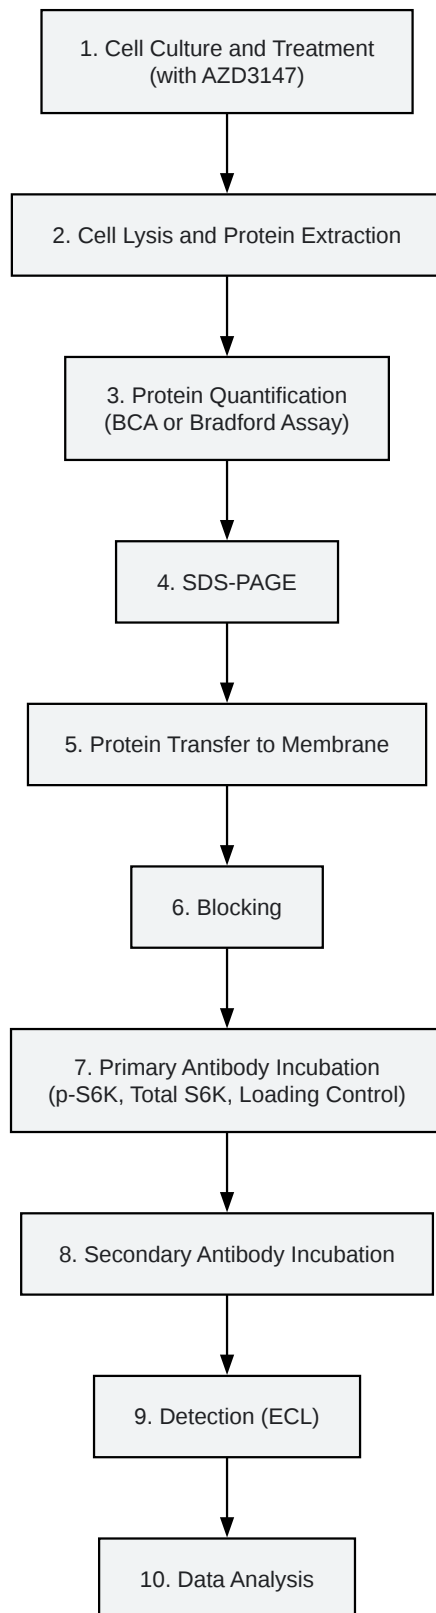 1. Cell Culture and Treatment
(with AZD3147)
2. Cell Lysis and Protein Extraction
3. Protein Quantification
(BCA or Bradford Assay)
4. SDS-PAGE
5. Protein Transfer to Membrane
6. Blocking
7. Primary Antibody Incubation
(p-S6K, Total S6K, Loading Control)
8. Secondary Antibody Incubation
9. Detection (ECL)
10. Data Analysis